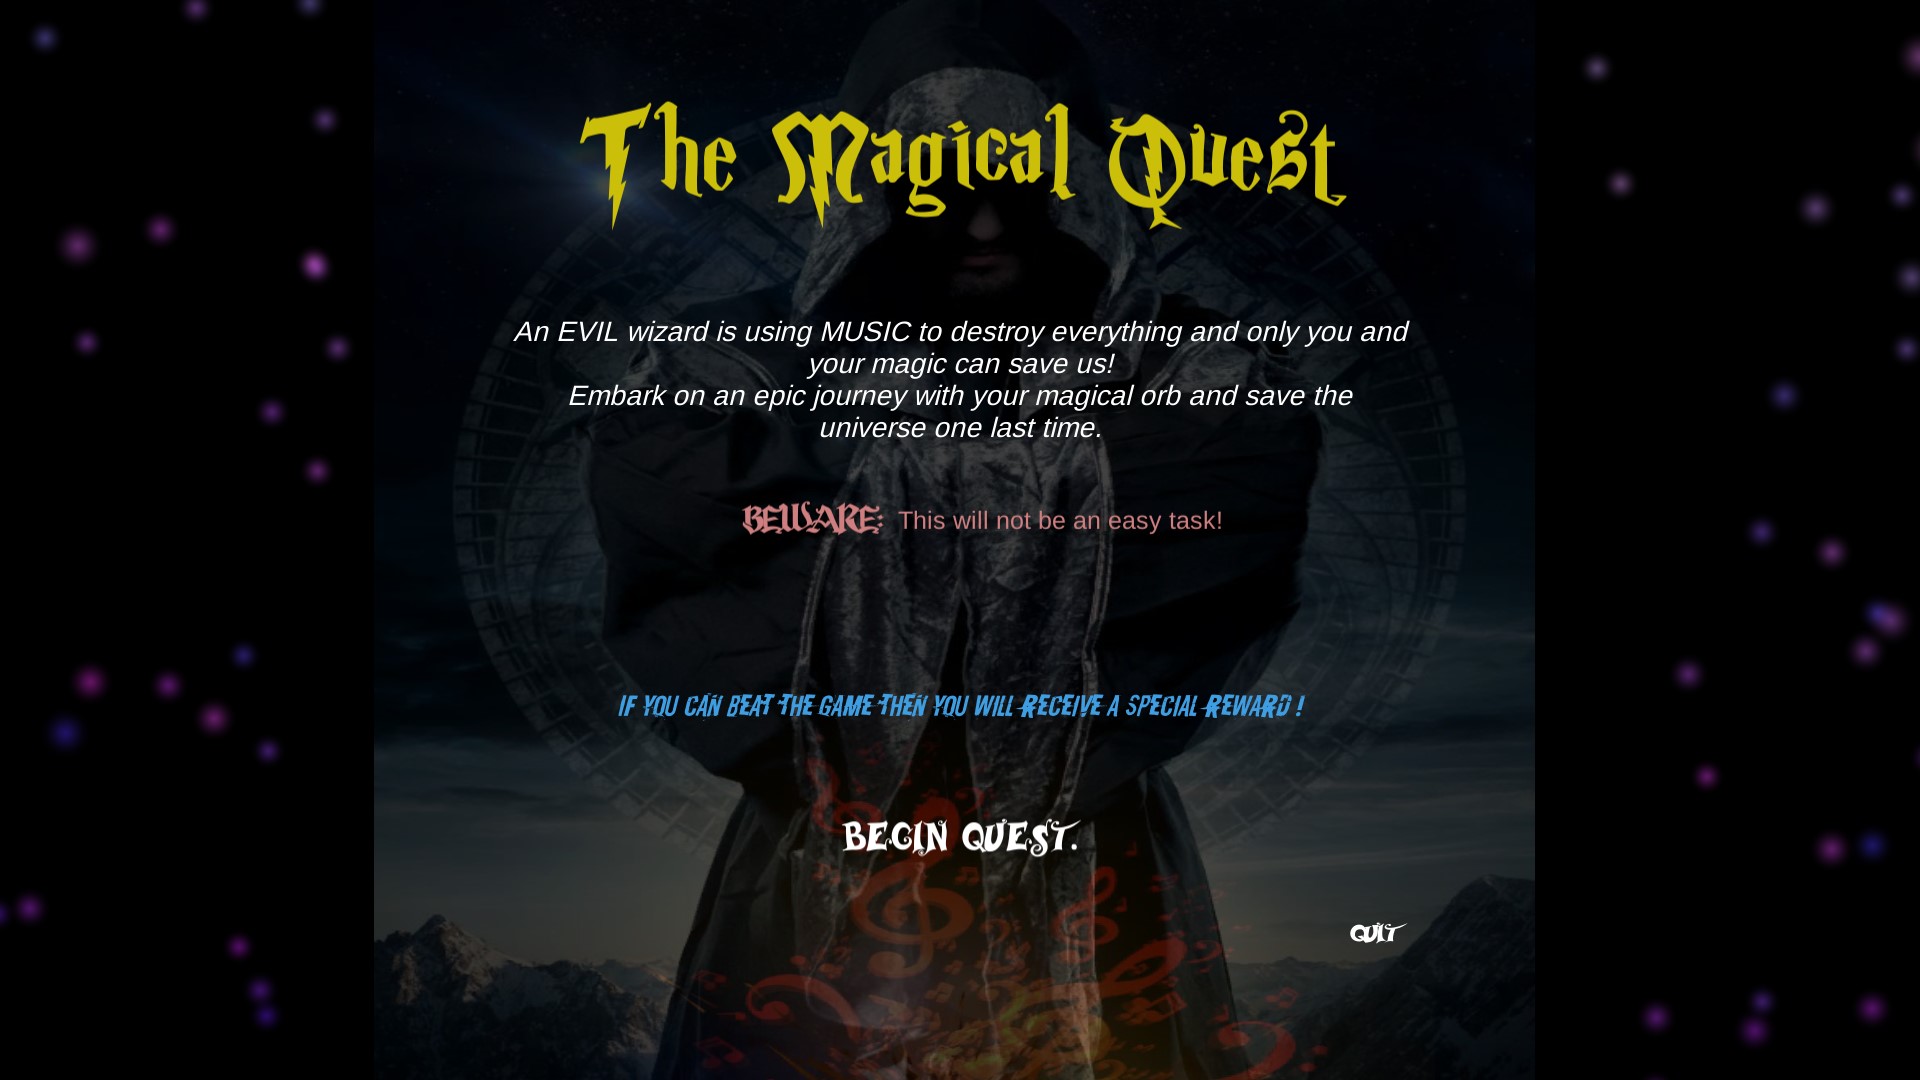 The Magical Quest
An EVIL wizard is using MUSIC to destroy everything and only you and
your magic can save us!
Embark on an epic journey with your magical orb and save the
universe one last time.
BEWARE: This will not be an easy task!
IF YOU CAN BEAT THE GAME THEN YOU WILL RECEIVE A SPECIAL REWARD !
BEGIN QUEST.
QUIT